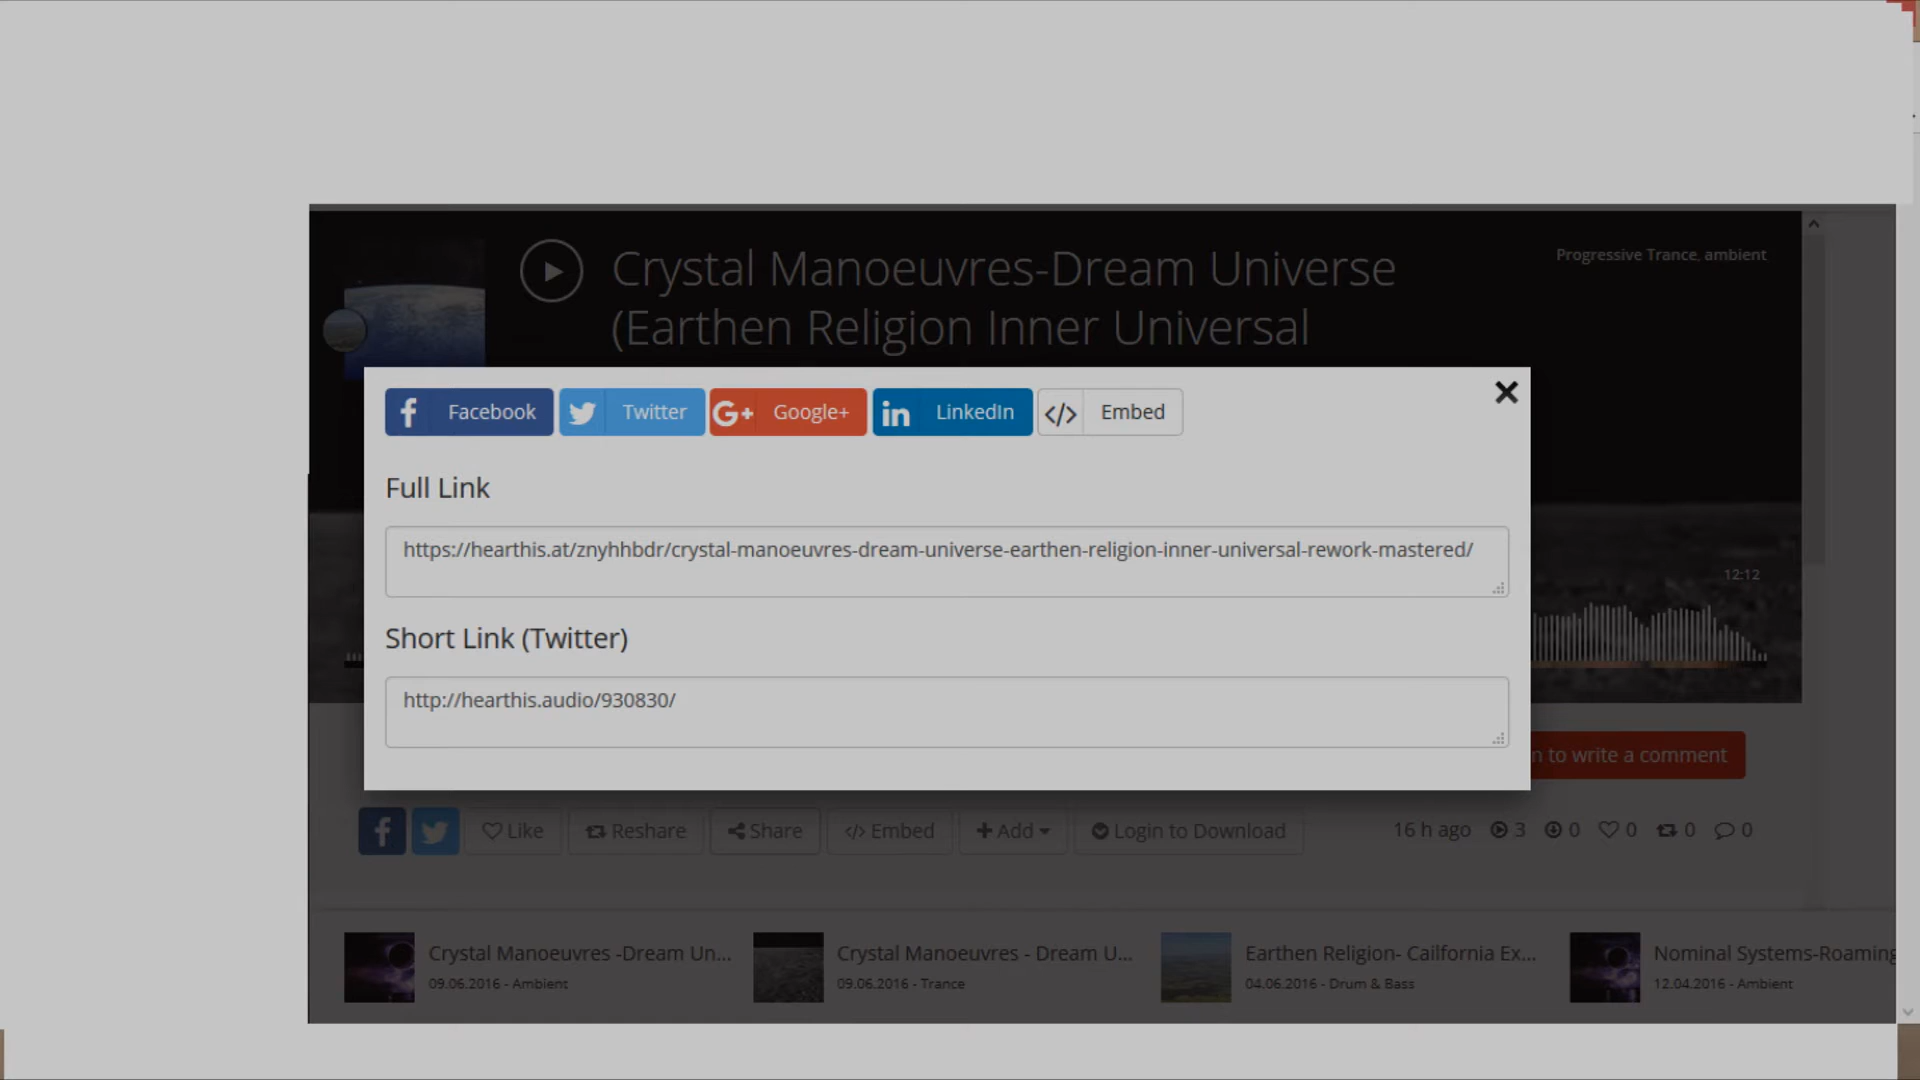 Crystal Manoeuvres-Dream Universe
(Earthen Religion Inner Universal
Progressive Trance, ambient
Facebook
Twitter
Google+
LinkedIn
Embed
Full Link
https://hearthis.at/znyhhbdr/crystal-manoeuvres-dream-universe-earthen-religion-inner-universal-rework-mastered/
12:12
Short Link (Twitter)
http://hearthis.audio/930830/
to write a comment
Like
Reshare
Share
Embed
Add
Login to Download
16 h ago
3
0
0
0
0
Crystal Manoeuvres -Dream Un...
09.06.2016 - Ambient
Crystal Manoeuvres - Dream U...
09.06.2016 - Trance
Earthen Religion- Cailfornia Ex...
04.06.2016 - Drum & Bass
Nominal Systems-Roaming
12.04.2016 - Ambient